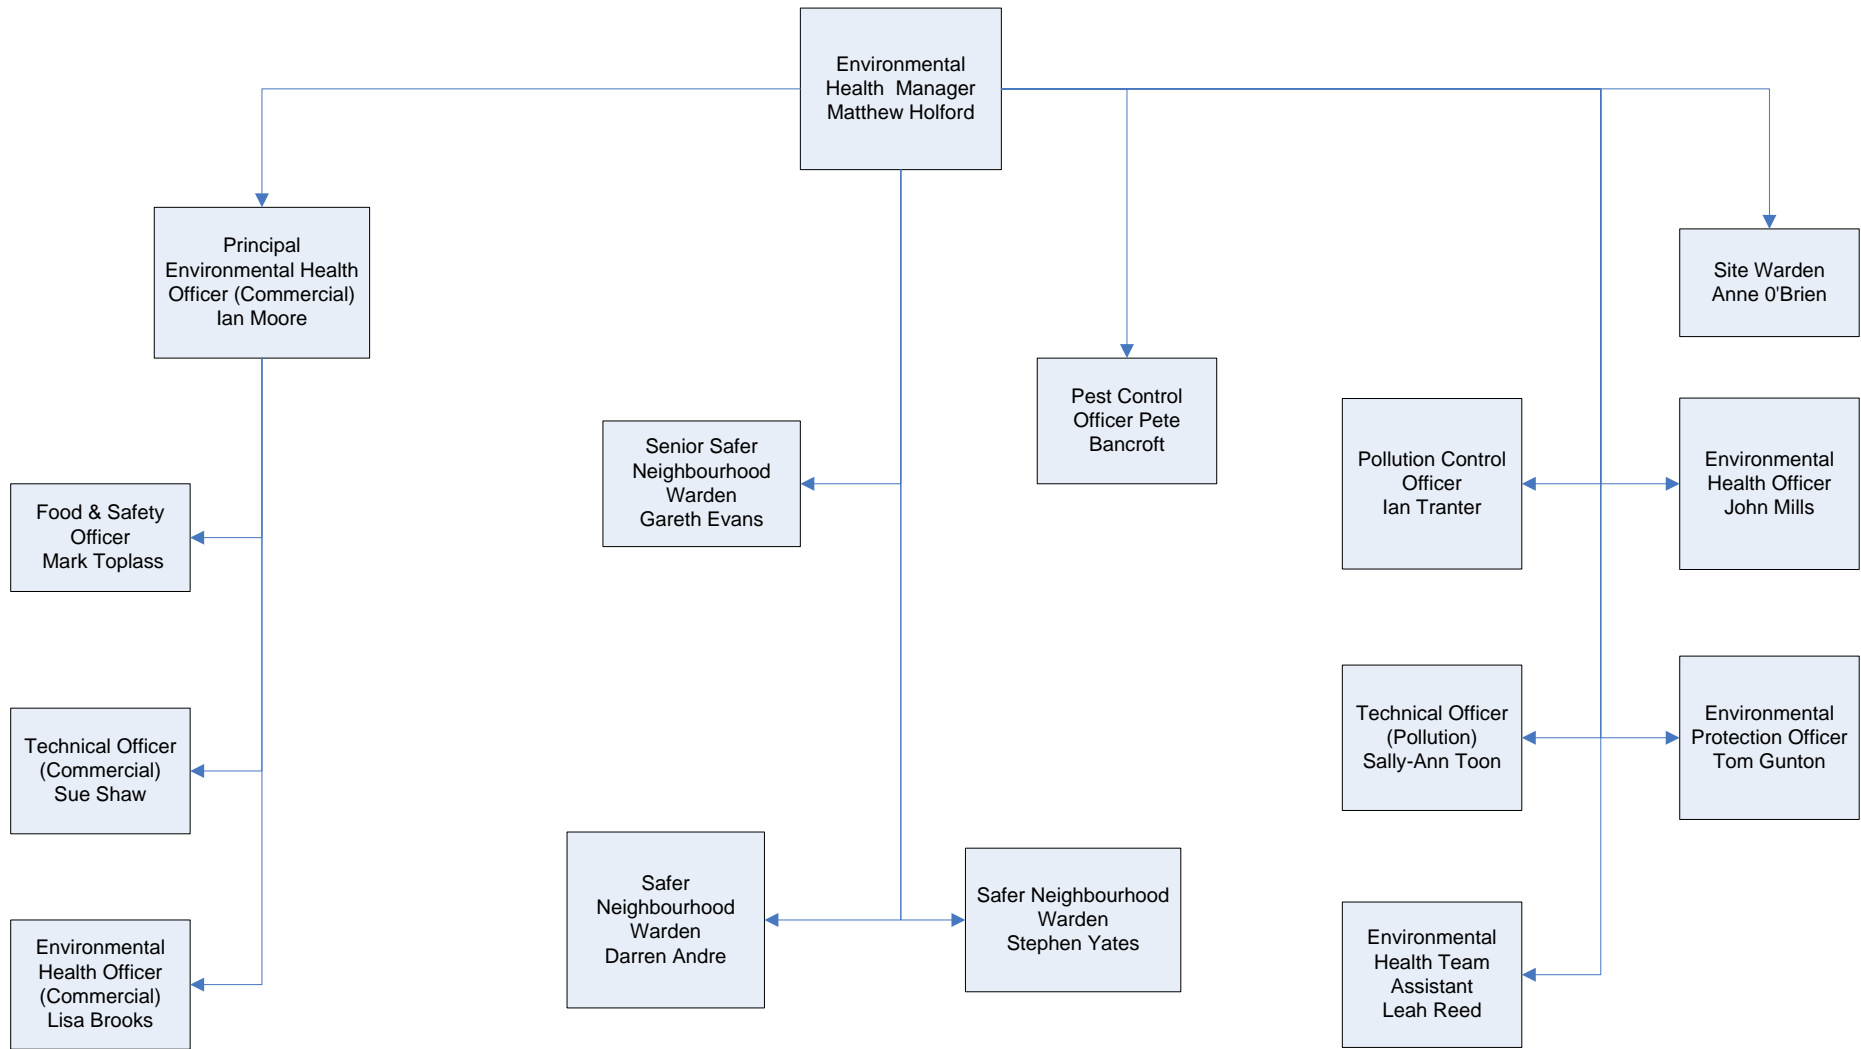 Environmental
Health  Manager
Matthew Holford
Principal
Environmental Health
Officer (Commercial)
Ian Moore
Site Warden
Anne 0'Brien
Pest Control
Officer Pete
Bancroft
Senior Safer
Neighbourhood
Warden
Gareth Evans
Pollution Control
Officer
Ian Tranter
Environmental
Health Officer
John Mills
Food & Safety
Officer
Mark Toplass
Technical Officer
(Commercial)
Sue Shaw
Technical Officer
(Pollution)
Sally-Ann Toon
Environmental
Protection Officer
Tom Gunton
Safer
Neighbourhood
Warden
Darren Andre
Safer Neighbourhood
Warden
Stephen Yates
Environmental
Health Officer
(Commercial)
Lisa Brooks
Environmental
Health Team
Assistant
Leah Reed